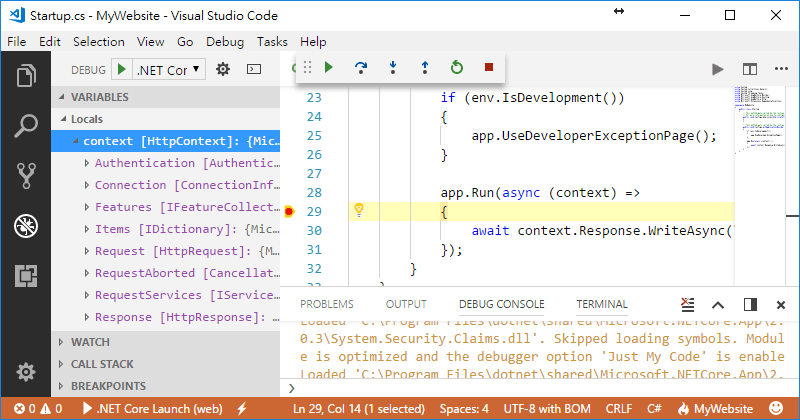 Startup.cs - MyWebsite - Visual Studio Code
File Edit Selection View Go Debug Tasks Help
DEBUG .NET Cor
VARIABLES
Locals
context [HttpContext]: {Mic…
Authentication [Authentic…
Connection [ConnectionInf…
Features [IFeatureCollect…
Items [IDictionary]: {Mic…
Request [HttpRequest]: {M…
RequestAborted [Cancellat…
RequestServices [IService…
Response [HttpResponse]: …
WATCH
CALL STACK
BREAKPOINTS
23 if (env.IsDevelopment())
24 {
25 app.UseDeveloperExceptionPage();
26 }
27
28 app.Run(async (context) =>
29 {
30 await context.Response.WriteAsync(
31 });
32 }
33 }
PROBLEMS OUTPUT DEBUG CONSOLE TERMINAL
Loaded 'C:\Program Files\dotnet\shared\Microsoft.NETCore.App\2.
0.3\System.Security.Claims.dll'. Skipped loading symbols. Modul
e is optimized and the debugger option 'Just My Code' is enable
Loaded 'C:\Program Files\dotnet\shared\Microsoft.NETCore.App\2.
0 0 .NET Core Launch (web) Ln 29, Col 14 (1 selected) Spaces: 4 UTF-8 with BOM CRLF C# MyWebsite